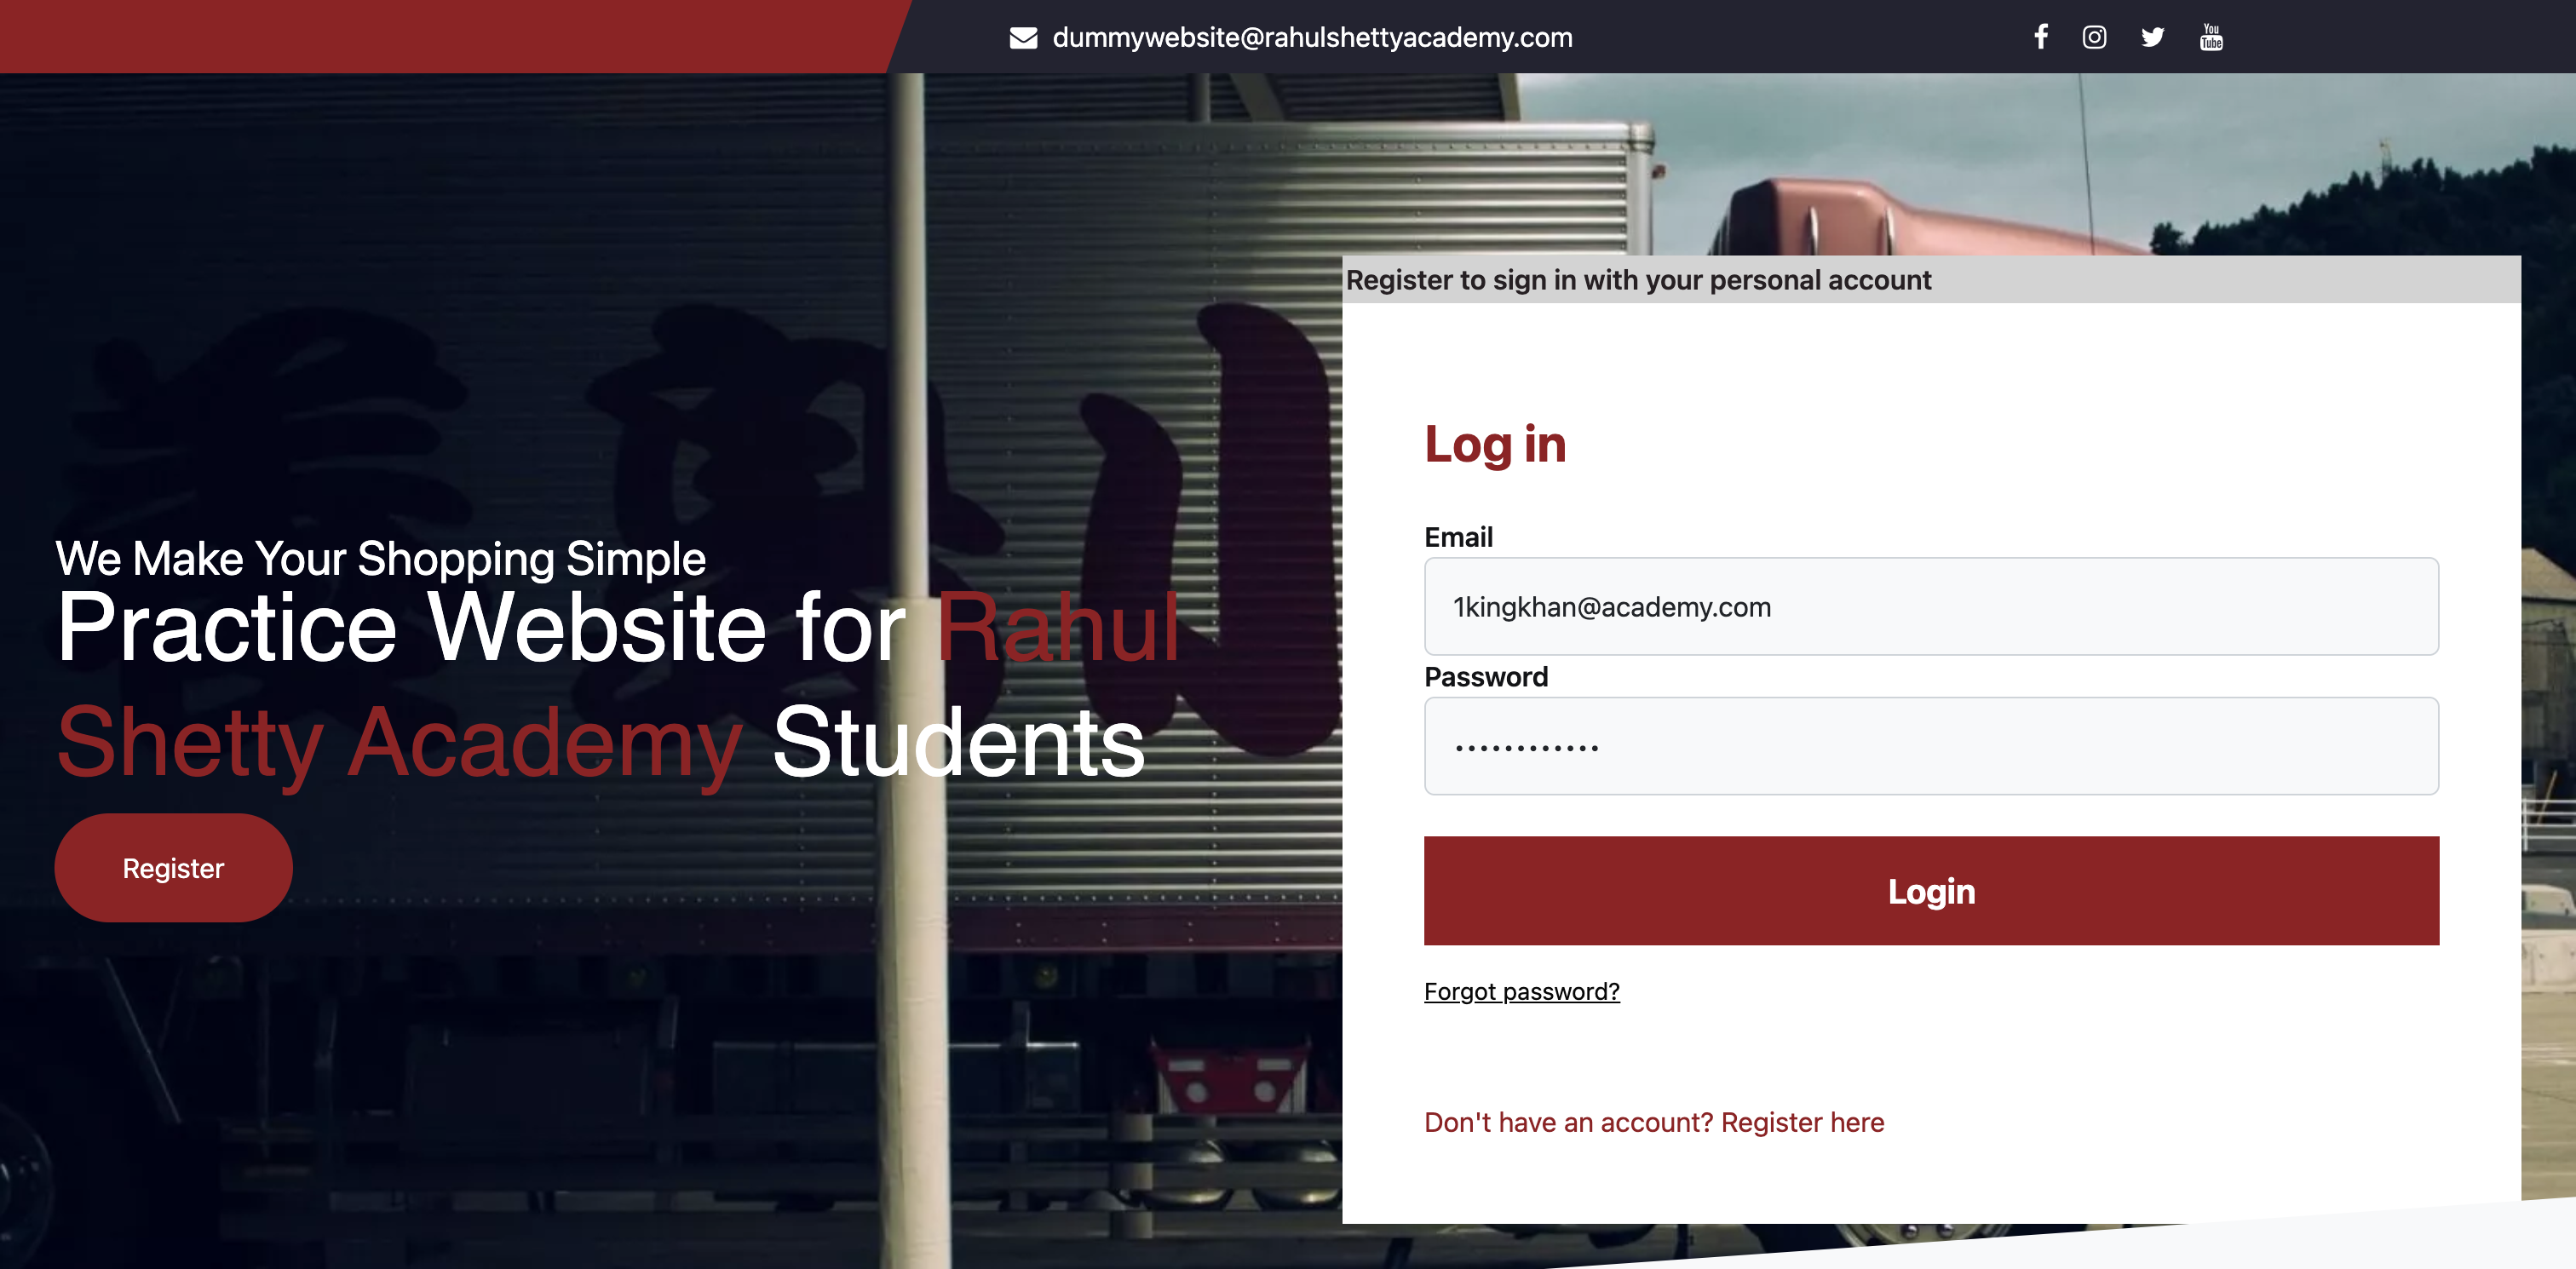 dummywebsite@rahulshettyacademy.com
You
Tube
Register to sign in with your personal account
Log in
Email
1kingkhan@academy.com
Password
••••••••••••
Login
Forgot password?
Don't have an account? Register here
We Make Your Shopping Simple
Practice Website for Rahul
Shetty Academy Students
Register